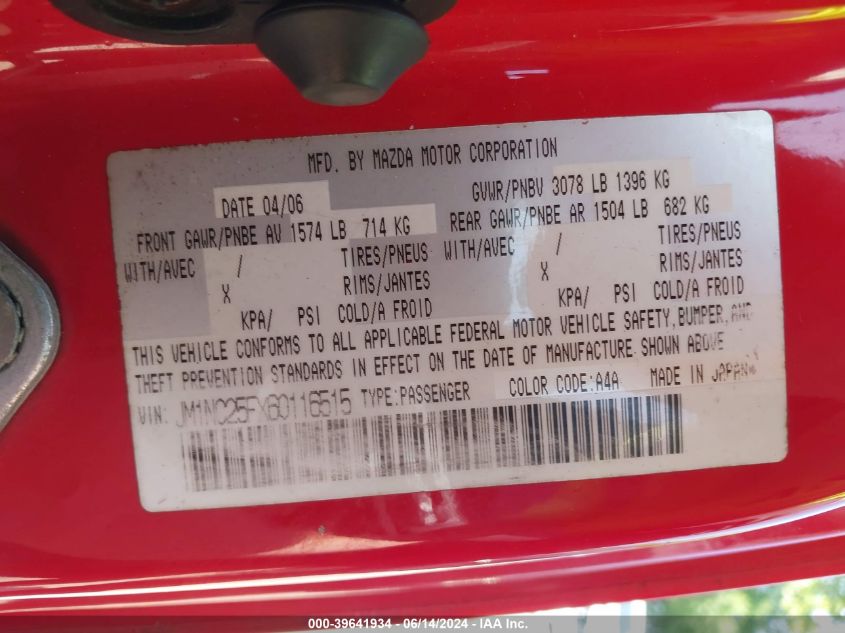 MFD. BY MAZDA MOTOR CORPORATION
DATE 04/06 GVWR/PNBV 3078 LB 1396 KG
FRONT GAWR/PNBE AV 1574 LB 714 KG REAR GAWR/PNBE AR 1504 LB 682 KG
WITH/AVEC / TIRES/PNEUS WITH/AVEC / TIRES/PNEUS
X RIMS/JANTES X RIMS/JANTES
KPA/ PSI COLD/A FROID KPA/ PSI COLD/A FROID
THIS VEHICLE CONFORMS TO ALL APPLICABLE FEDERAL MOTOR VEHICLE SAFETY, BUMPER, AND
THEFT PREVENTION STANDARDS IN EFFECT ON THE DATE OF MANUFACTURE SHOWN ABOVE
VIN: JM1NC25FX60116515 TYPE:PASSENGER COLOR CODE:A4A MADE IN JAPAN
000-39641934 - 06/14/2024 - IAA Inc.